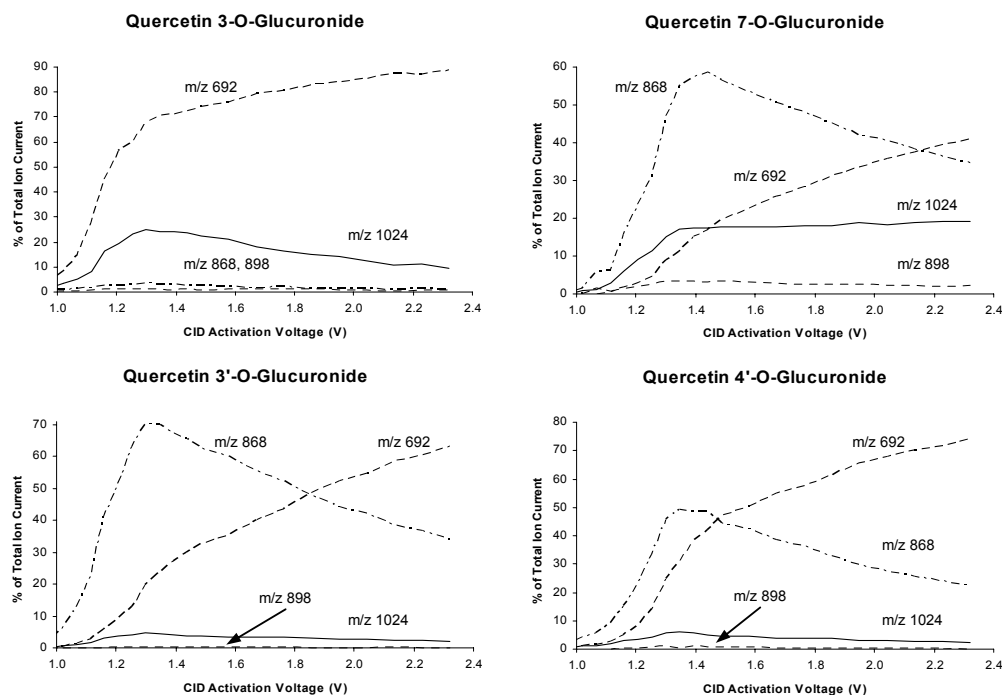 Quercetin 3-O-Glucuronide
% of Total Ion Current
90
80
70
60
50
40
30
20
10
0
m/z 692
m/z 1024
m/z 868, 898
1.0 1.2 1.4 1.6 1.8 2.0 2.2 2.4
CID Activation Voltage (V)
Quercetin 7-O-Glucuronide
% of Total Ion Current
60
50
40
30
20
10
0
m/z 868
m/z 692
m/z 1024
m/z 898
1.0 1.2 1.4 1.6 1.8 2.0 2.2 2.4
CID Activation Voltage (V)
Quercetin 3'-O-Glucuronide
% of Total Ion Current
70
60
50
40
30
20
10
0
m/z 868
m/z 692
m/z 898
m/z 1024
1.0 1.2 1.4 1.6 1.8 2.0 2.2 2.4
CID Activation Voltage (V)
Quercetin 4'-O-Glucuronide
% of Total Ion Current
80
70
60
50
40
30
20
10
0
m/z 692
m/z 868
m/z 898
m/z 1024
1.0 1.2 1.4 1.6 1.8 2.0 2.2 2.4
CID Activation Voltage (V)